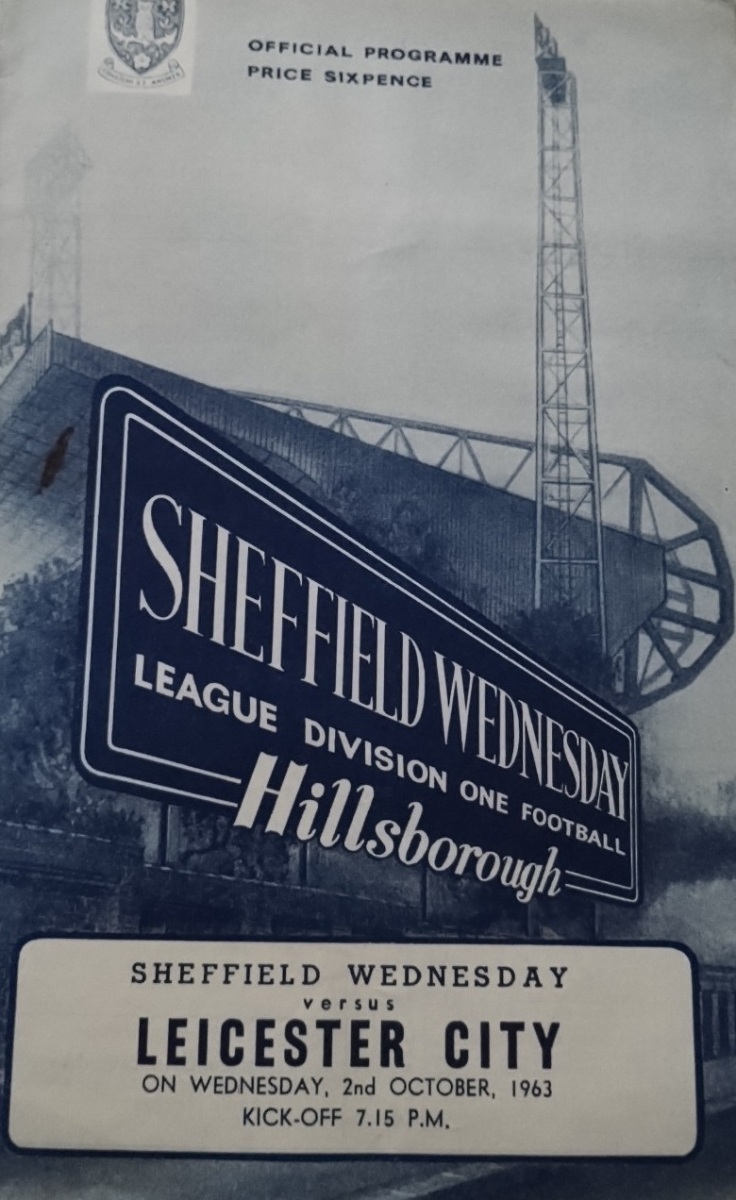 OFFICIAL PROGRAMME
PRICE SIXPENCE
SHEFFIELD WEDNESDAY
LEAGUE DIVISION ONE FOOTBALL
Hillsborough
SHEFFIELD WEDNESDAY
versus
LEICESTER CITY
ON WEDNESDAY, 2nd OCTOBER, 1963
KICK-OFF 7.15 P.M.